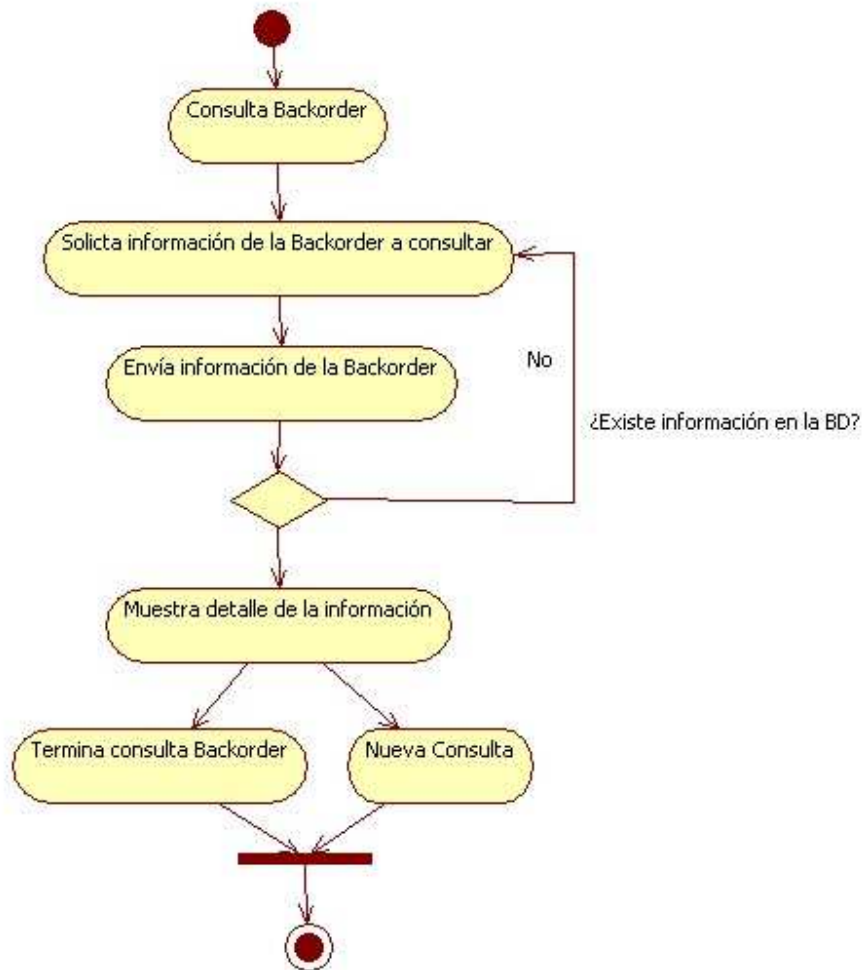 Consulta Backorder
Solicta información de la Backorder a consultar
Envía información de la Backorder
No
¿Existe información en la BD?
Muestra detalle de la información
Termina consulta Backorder
Nueva Consulta